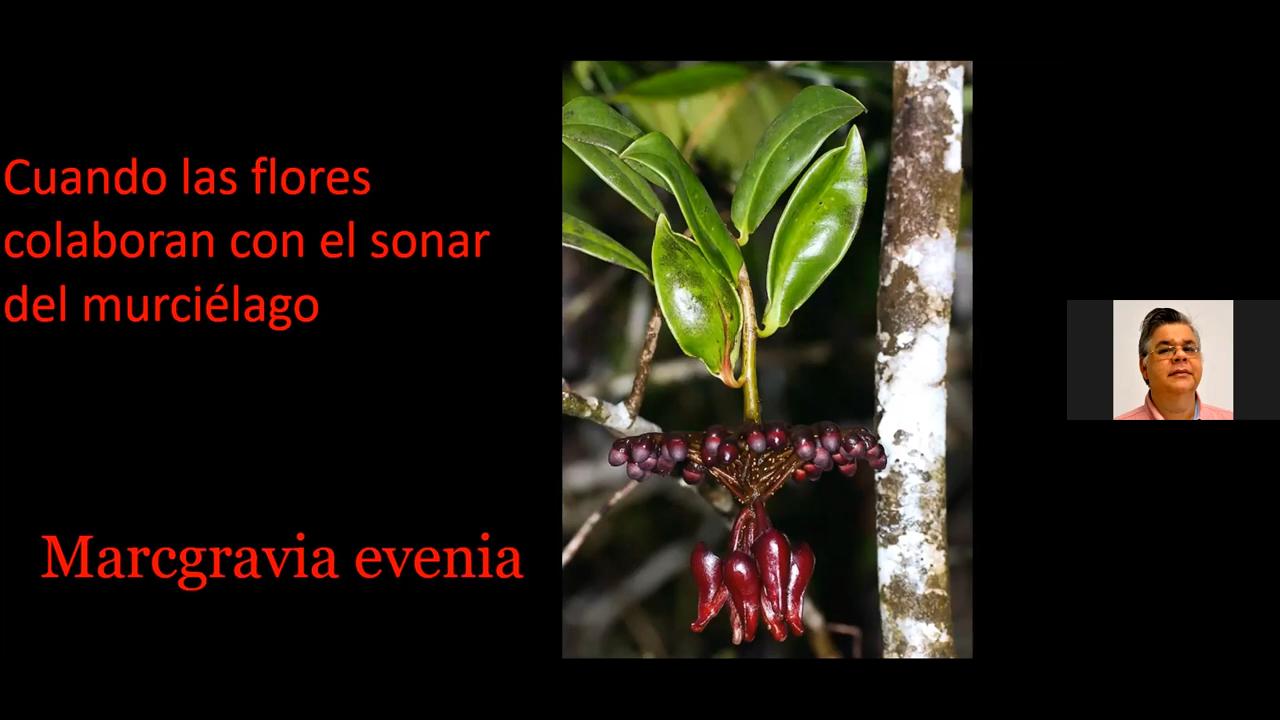 Cuando las flores
colaboran con el sonar
del murciélago
Marcgravia evenia